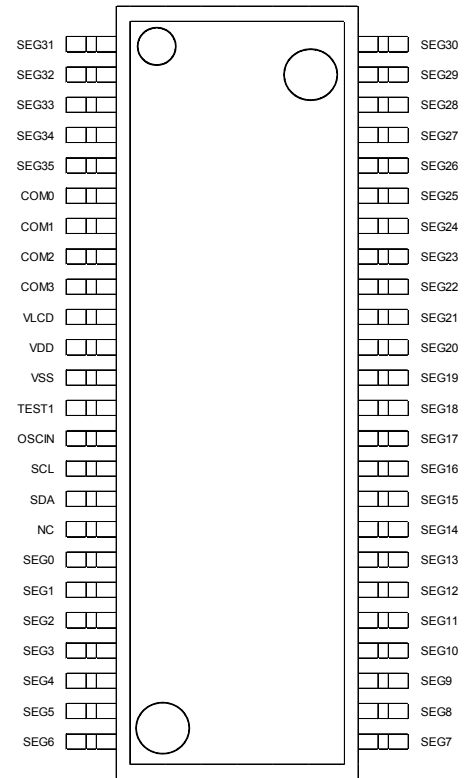 SEG31 SEG30
SEG32 SEG29
SEG33 SEG28
SEG34 SEG27
SEG35 SEG26
COM0 SEG25
COM1 SEG24
COM2 SEG23
COM3 SEG22
VLCD SEG21
VDD SEG20
VSS SEG19
TEST1 SEG18
OSCIN SEG17
SCL SEG16
SDA SEG15
NC SEG14
SEG0 SEG13
SEG1 SEG12
SEG2 SEG11
SEG3 SEG10
SEG4 SEG9
SEG5 SEG8
SEG6 SEG7